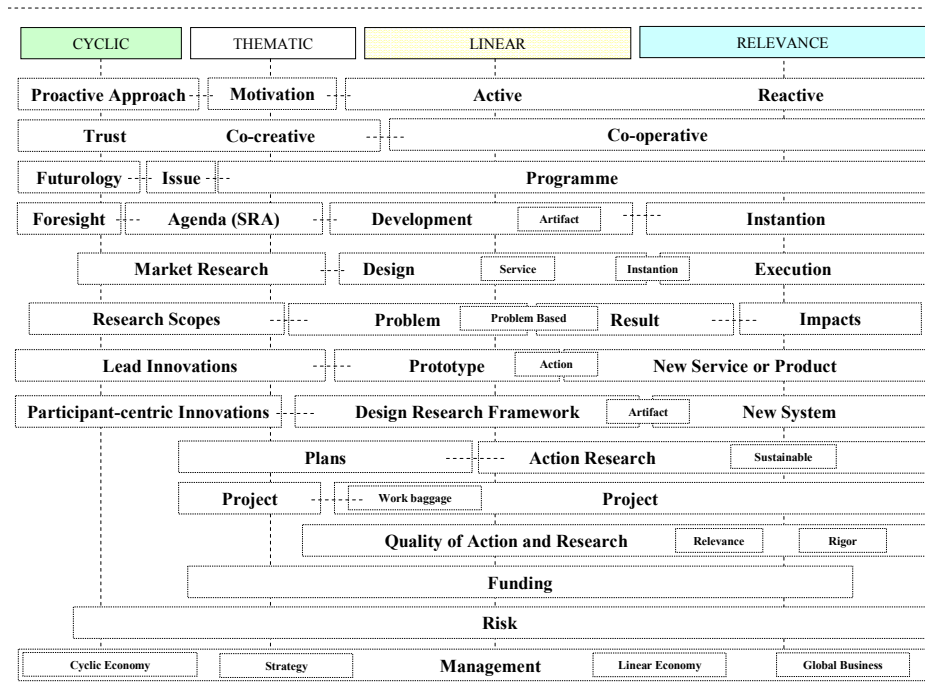 CYCLIC THEMATIC LINEAR RELEVANCE
Proactive Approach Motivation Active Reactive
Trust Co-creative Co-operative
Futurology Issue Programme
Foresight Agenda (SRA) Development Artifact Instantion
Market Research Design Service Instantion Execution
Research Scopes Problem Problem Based Result Impacts
Lead Innovations Prototype Action New Service or Product
Participant-centric Innovations Design Research Framework Artifact New System
Plans Action Research Sustainable
Project Work baggage Project
Quality of Action and Research Relevance Rigor
Funding
Risk
Cyclic Economy Strategy Management Linear Economy Global Business